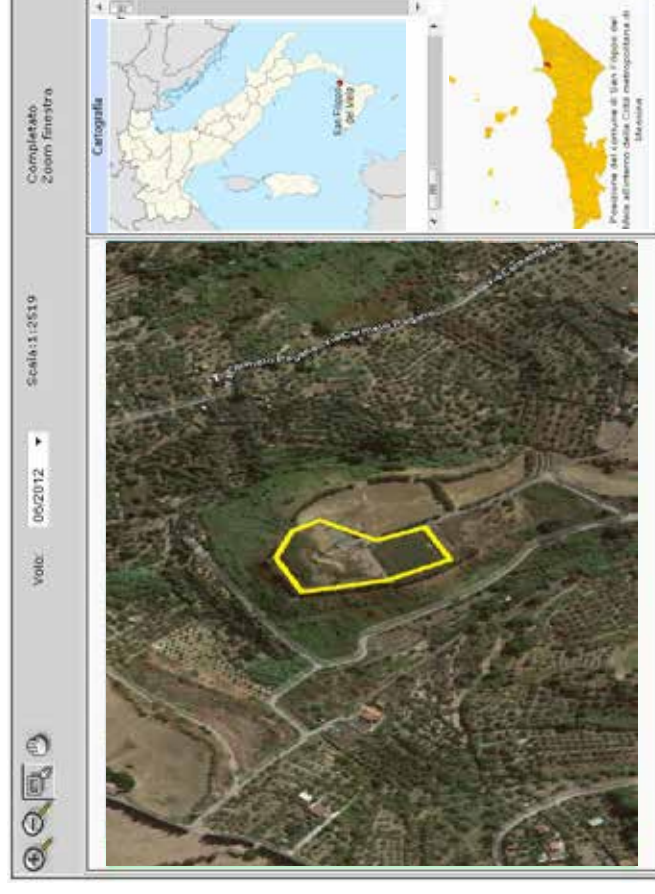 Volo:
06/2012
Scala:1:2519
Completato
Zoom finestra
Cartografia
San Filippo
del Mela
Posizione del comune di San Filippo del
Mela all'interno della Città metropolitana di
Messina